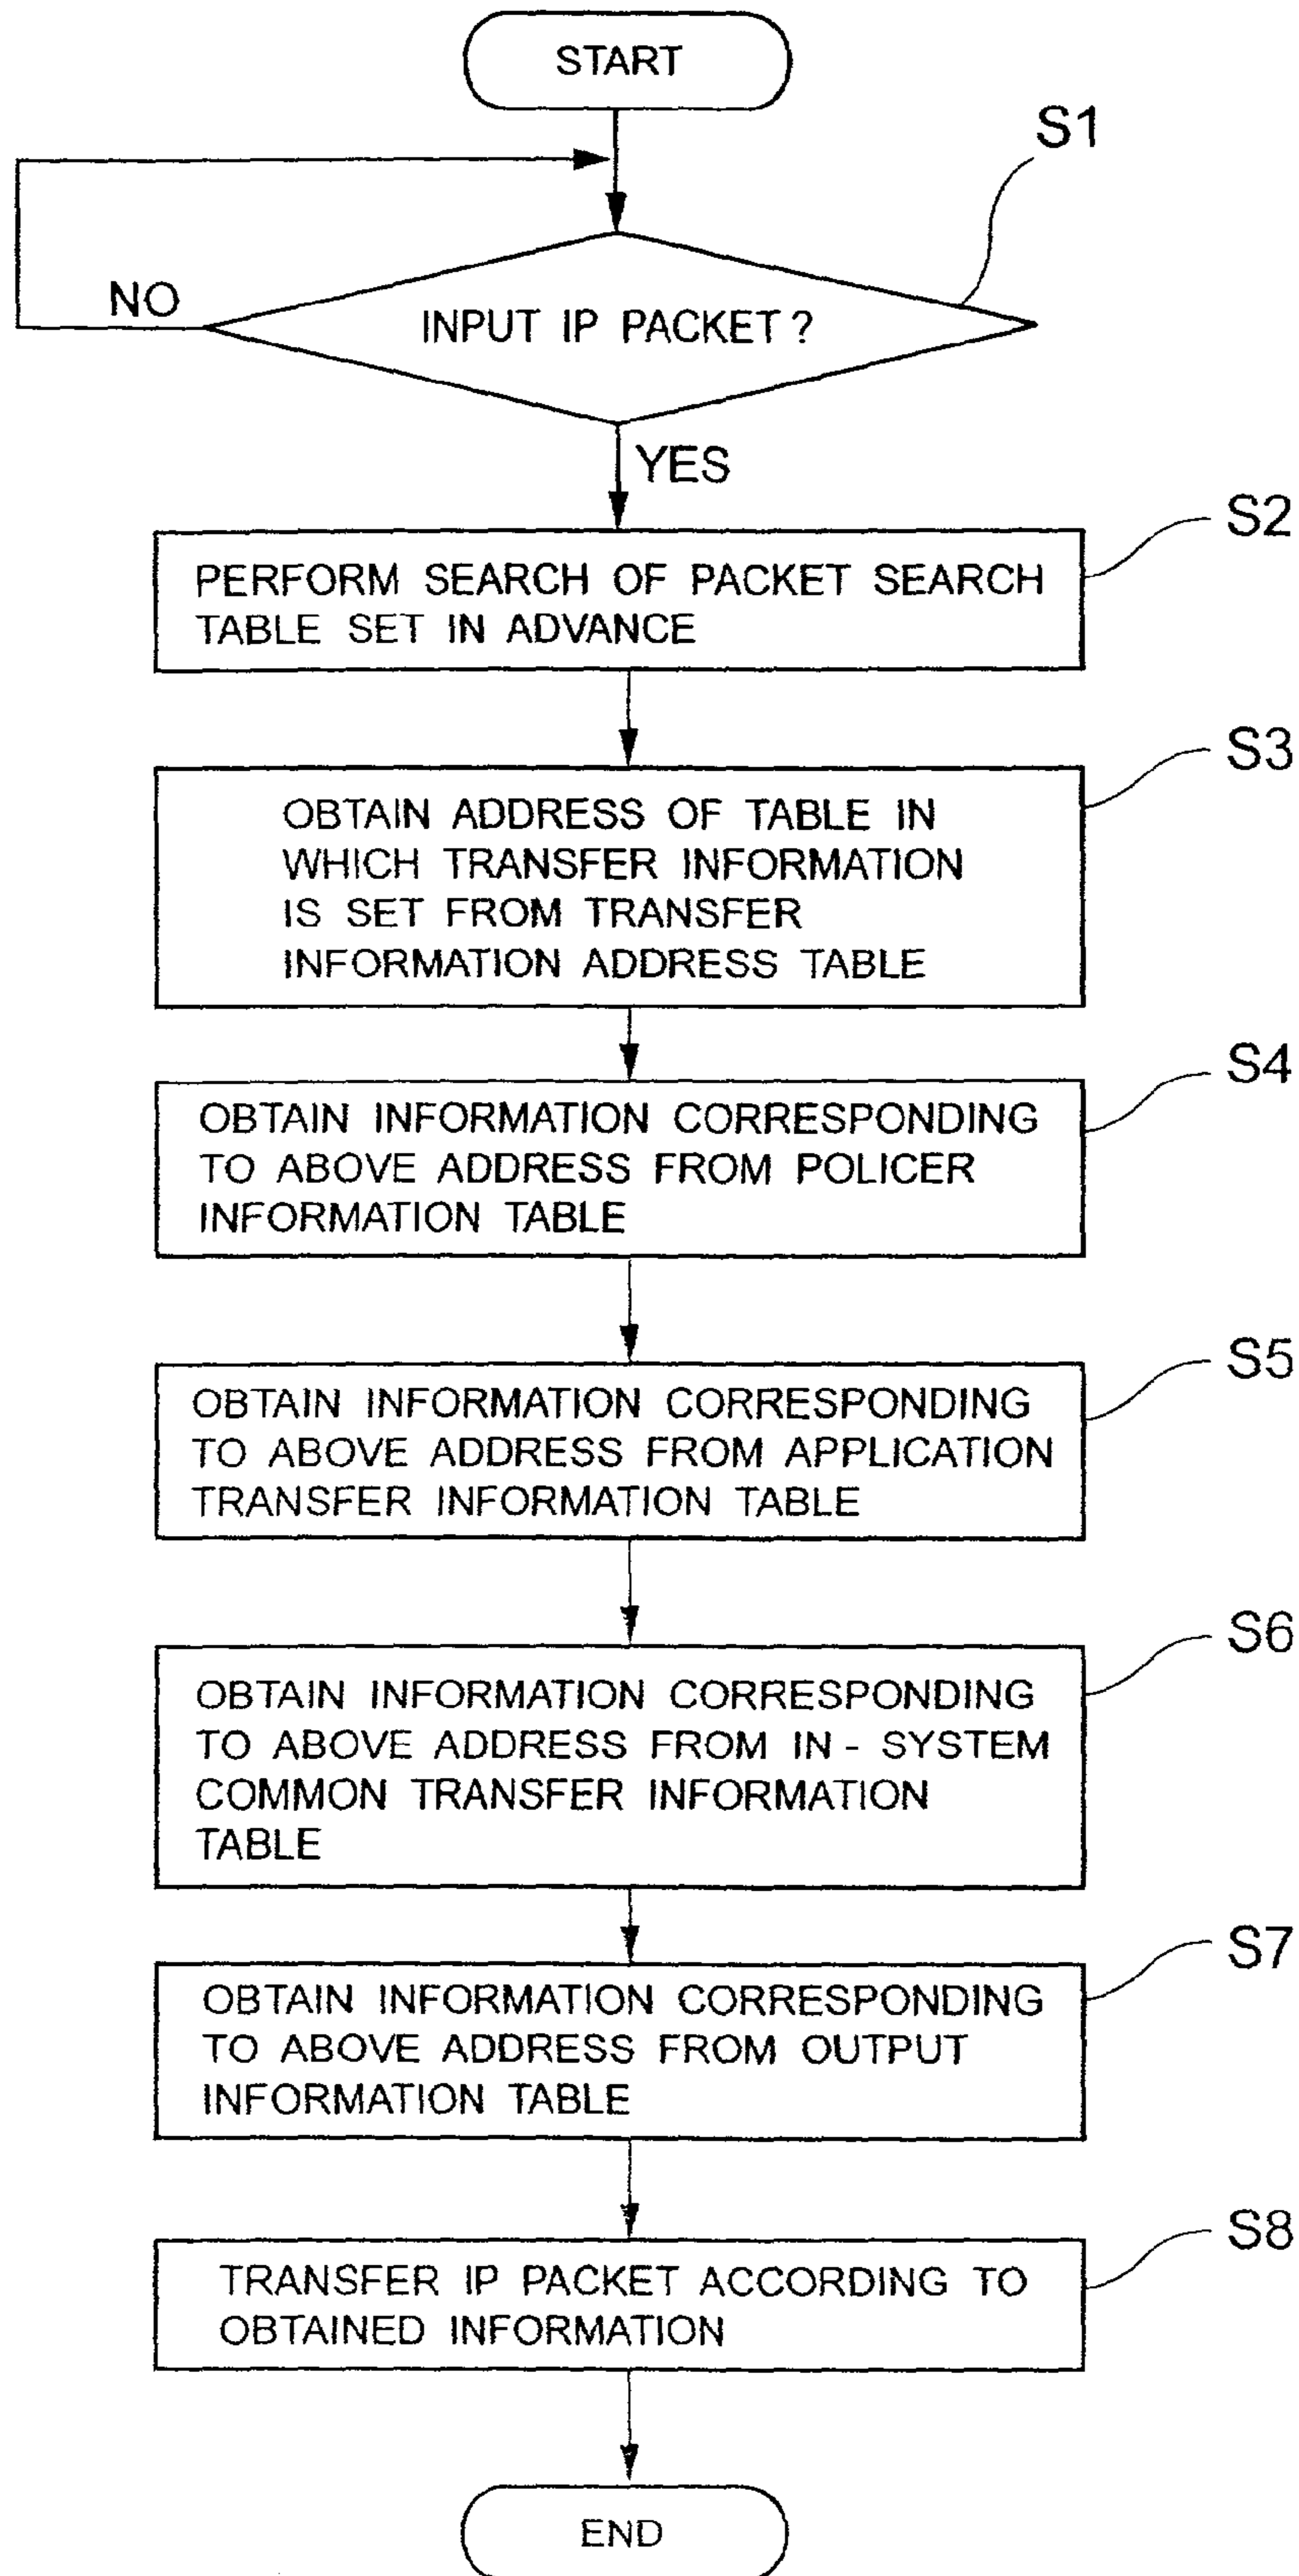 START
S1
NO
INPUT IP PACKET ?
YES
S2
PERFORM SEARCH OF PACKET SEARCH
TABLE SET IN ADVANCE
S3
OBTAIN ADDRESS OF TABLE IN
WHICH TRANSFER INFORMATION
IS SET FROM TRANSFER
INFORMATION ADDRESS TABLE
S4
OBTAIN INFORMATION CORRESPONDING
TO ABOVE ADDRESS FROM POLICER
INFORMATION TABLE
S5
OBTAIN INFORMATION CORRESPONDING
TO ABOVE ADDRESS FROM APPLICATION
TRANSFER INFORMATION TABLE
S6
OBTAIN INFORMATION CORRESPONDING
TO ABOVE ADDRESS FROM IN - SYSTEM
COMMON TRANSFER INFORMATION
TABLE
S7
OBTAIN INFORMATION CORRESPONDING
TO ABOVE ADDRESS FROM OUTPUT
INFORMATION TABLE
S8
TRANSFER IP PACKET ACCORDING TO
OBTAINED INFORMATION
END